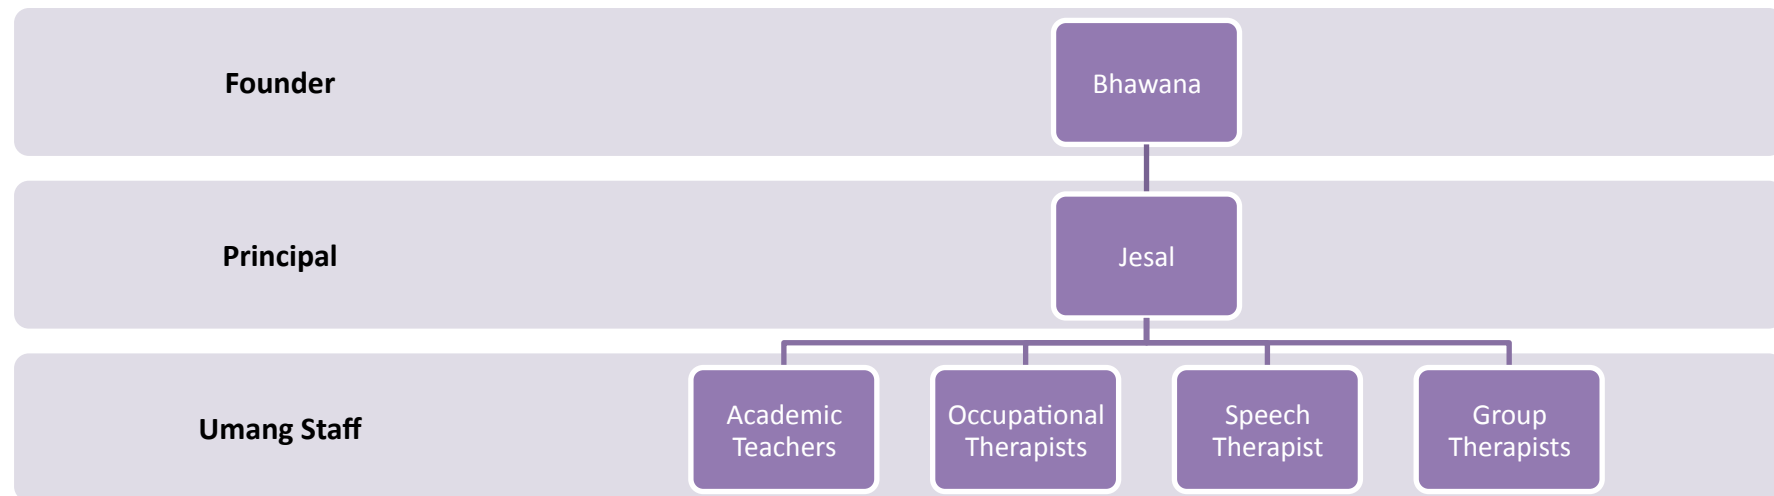 Founder
Bhawana
Principal
Jesal
Umang Staff
Academic
Teachers
Occupational
Therapists
Speech
Therapist
Group
Therapists